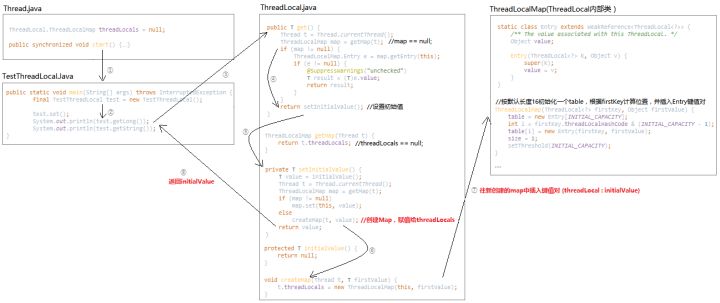 Thread.java
ThreadLocal.ThreadLocalMap threadLocals = null;
public synchronized void start() {…}
①
TestThreadLocal.Java
public static void main(String[] args) throws InterruptedException {
final TestThreadLocal test = new TestThreadLocal();
②
test.set();
System.out.println(test.getLong());
System.out.println(test.getString());
}
⑧
返回initialValue
ThreadLocal.java
public T get() {
Thread t = Thread.currentThread();
ThreadLocalMap map = getMap(t); //map == null;
if (map != null) {
ThreadLocalMap.Entry e = map.getEntry(this);
if (e != null) {
@SuppressWarnings("unchecked")
T result = (T)e.value;
return result;
}
}
return setInitialValue(); //设置初始值
}
③
④
ThreadLocalMap getMap(Thread t) {
return t.threadLocals; //threadLocals == null;
}
⑤
private T setInitialValue() {
T value = initialValue();
Thread t = Thread.currentThread();
ThreadLocalMap map = getMap(t);
if (map != null)
map.set(this, value);
else
createMap(t, value); //创建Map，赋值给threadLocals
return value;
}
⑥
protected T initialValue() {
return null;
}
void createMap(Thread t, T firstValue) {
t.threadLocals = new ThreadLocalMap(this, firstValue);
}
ThreadLocalMap(ThreadLocal内部类 )
static class Entry extends WeakReference<ThreadLocal<?>> {
/** The value associated with this ThreadLocal. */
Object value;
Entry(ThreadLocal<?> k, Object v) {
super(k);
value = v;
}
}
//按默认长度16初始化一个table，根据firstKey计算位置，并插入Entry键值对
ThreadLocalMap(ThreadLocal<?> firstKey, Object firstValue) {
table = new Entry[INITIAL_CAPACITY];
int i = firstKey.threadLocalHashCode & (INITIAL_CAPACITY - 1);
table[i] = new Entry(firstKey, firstValue);
size = 1;
setThreshold(INITIAL_CAPACITY);
}
....
⑦ 往新创建的map中插入键值对 (threadLocal : initialValue)